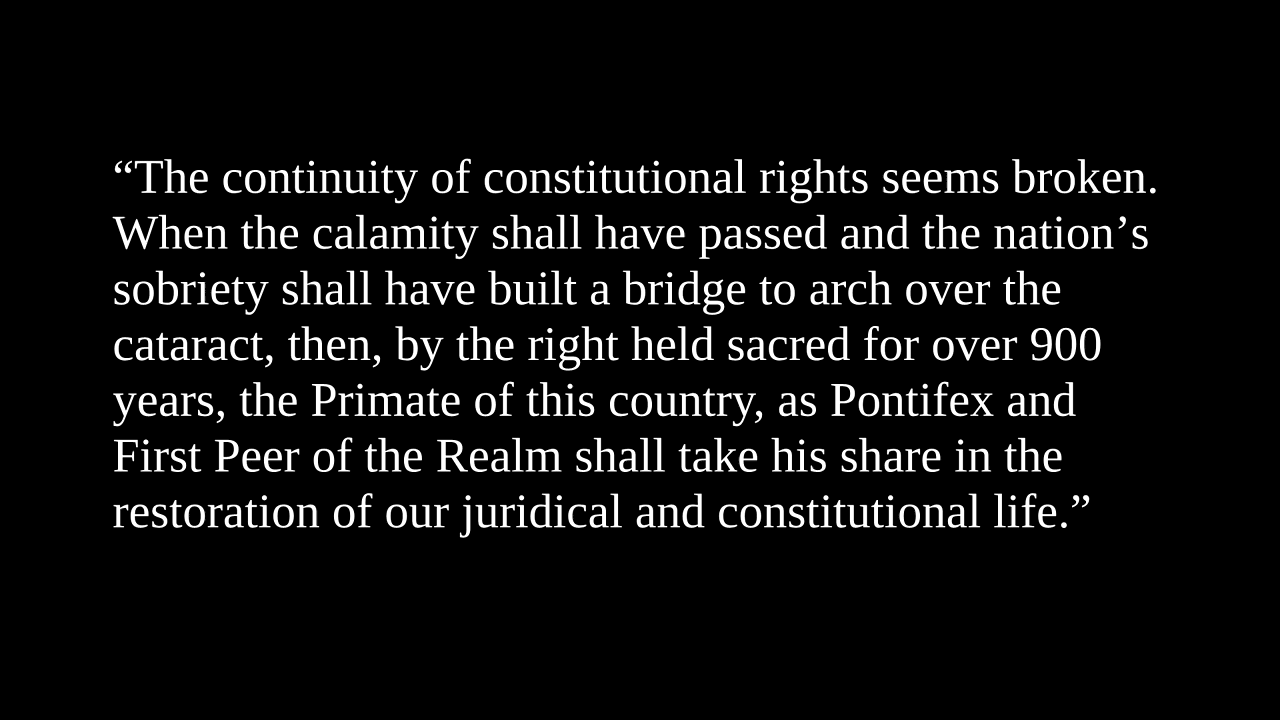 “The continuity of constitutional rights seems broken.
When the calamity shall have passed and the nation’s
sobriety shall have built a bridge to arch over the
cataract, then, by the right held sacred for over 900
years, the Primate of this country, as Pontifex and
First Peer of the Realm shall take his share in the
restoration of our juridical and constitutional life.”